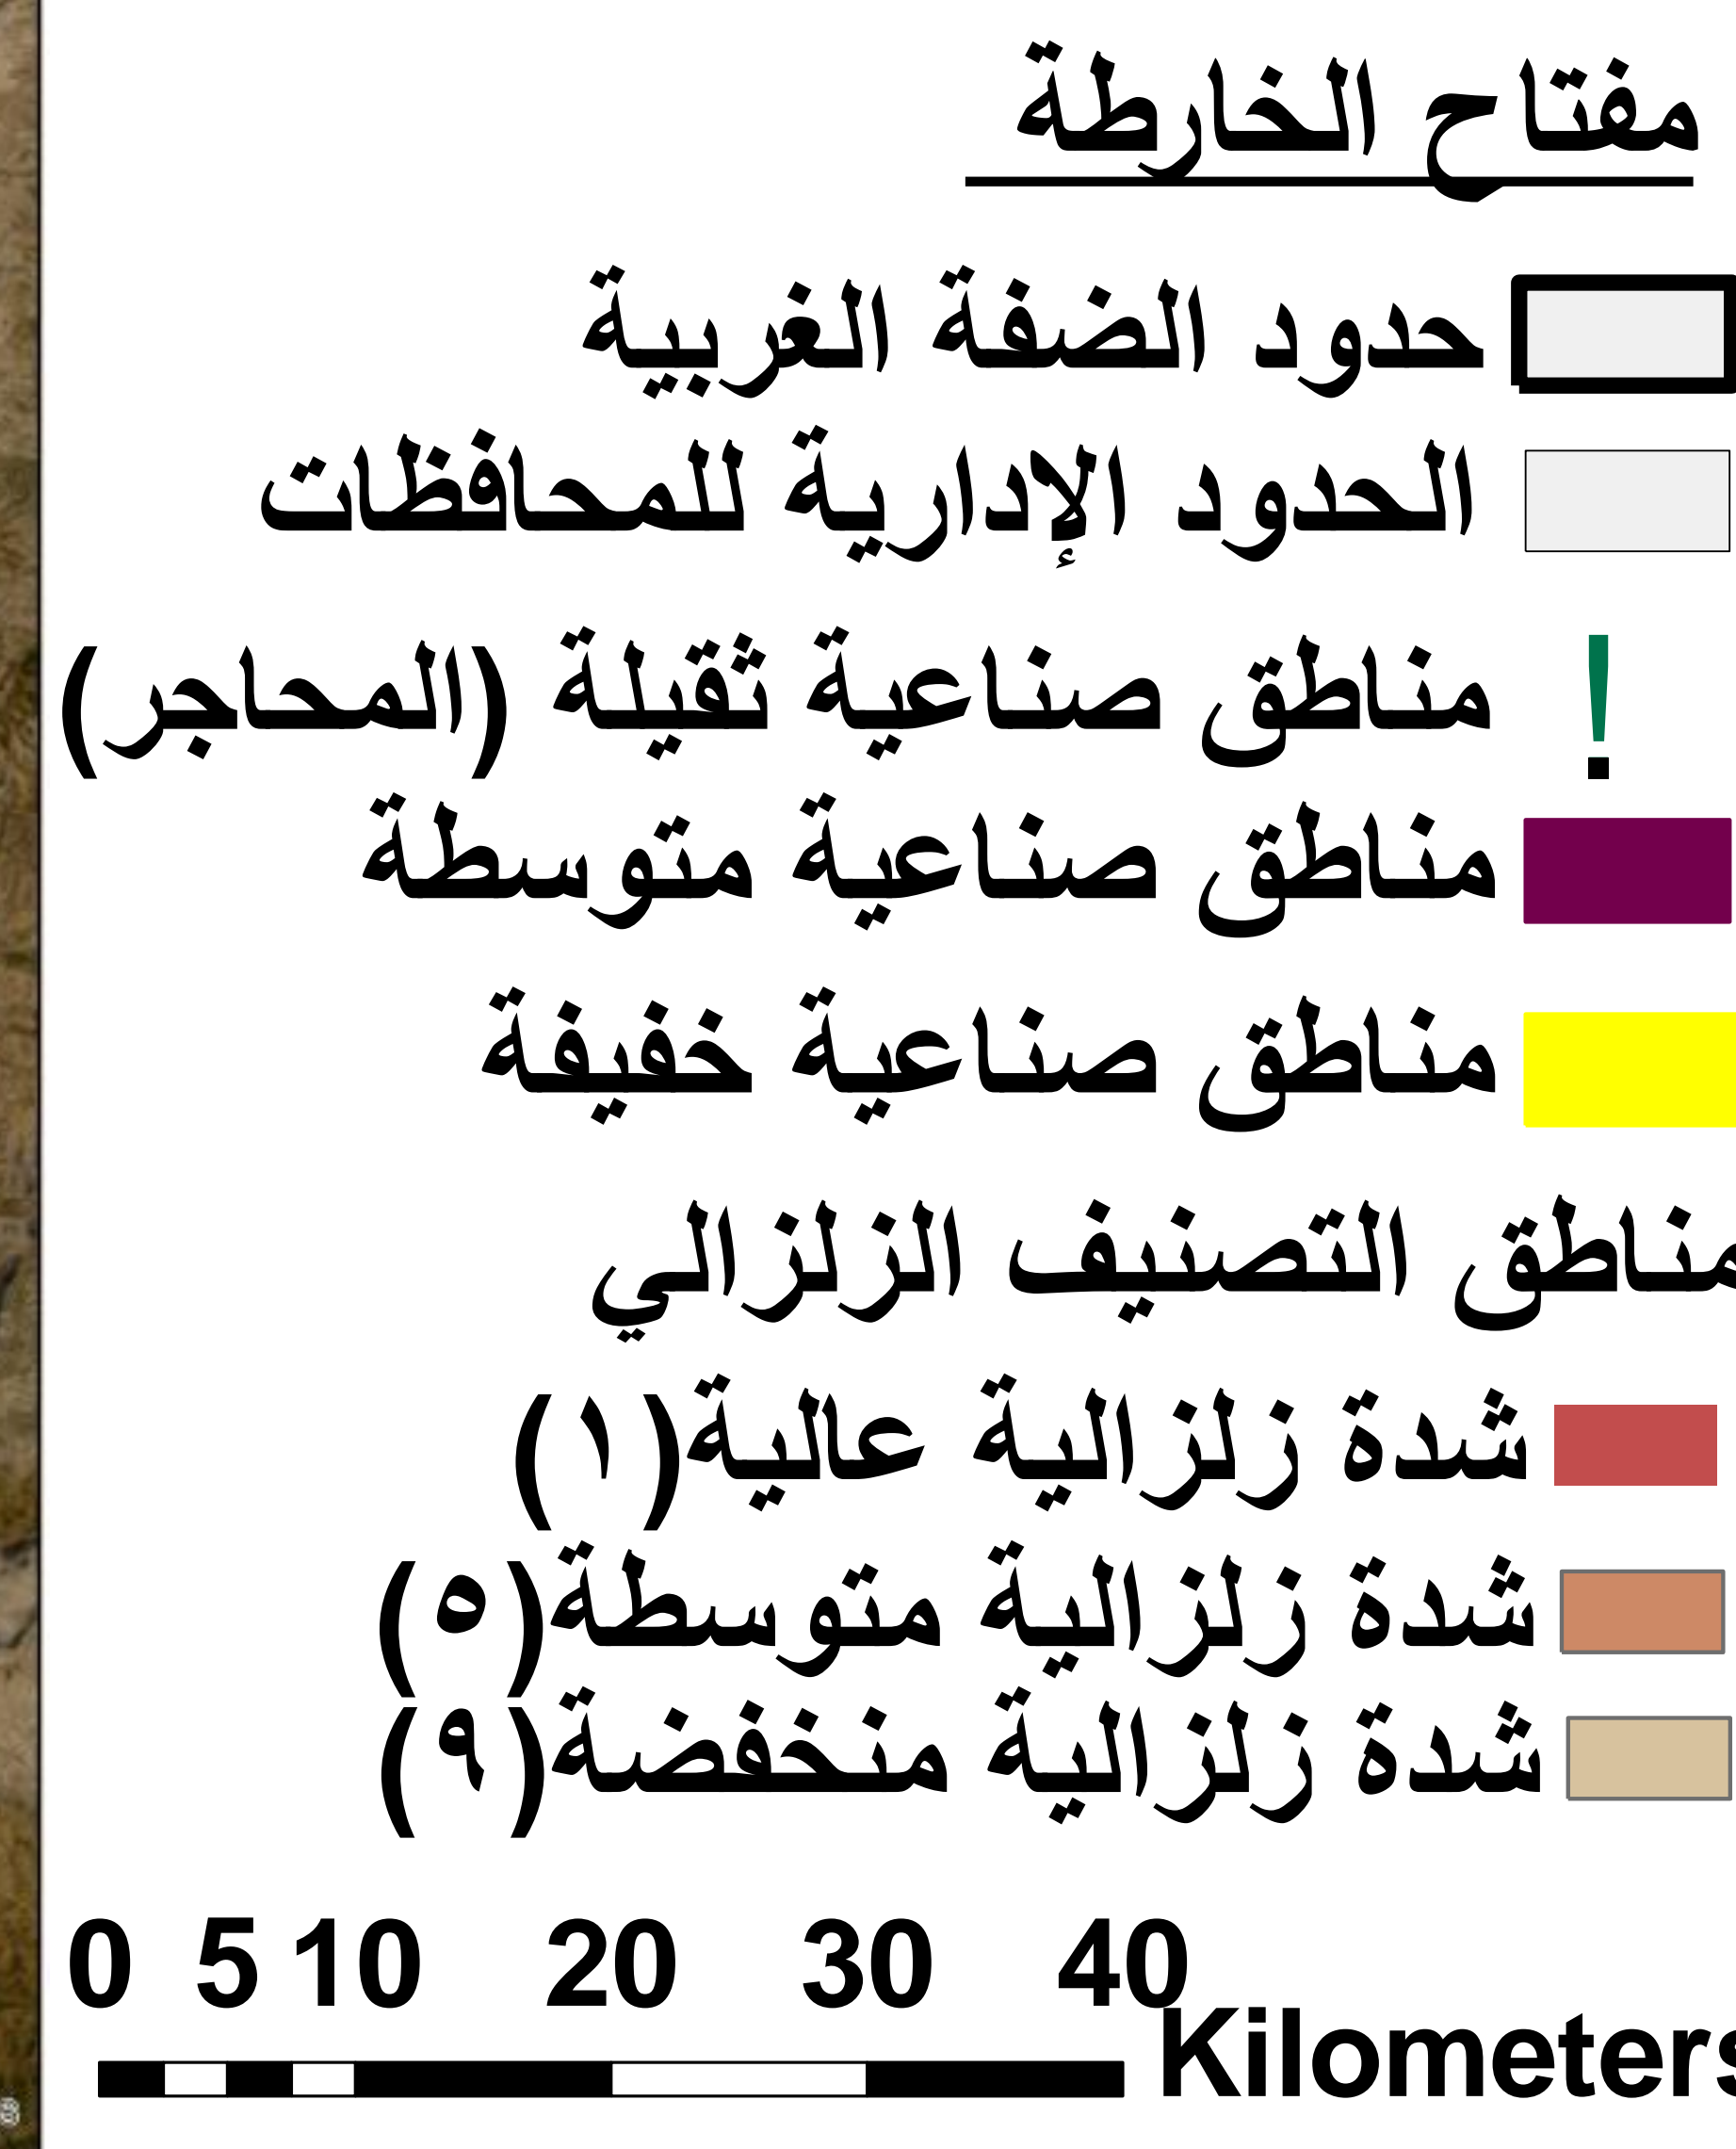 مفتاح الخارطة
حدود الضفة الغربية
الحدود الإدارية للمحافظات
! مناطق صناعية ثقيلة (المحاجر)
مناطق صناعية متوسطة
مناطق صناعية خفيفة
مناطق التصنيف الزلزالي
شدة زلزالية عالية(١)
شدة زلزالية متوسطة(٥)
شدة زلزالية منخفضة(٩)
0 5 10 20 30 40
Kilometers